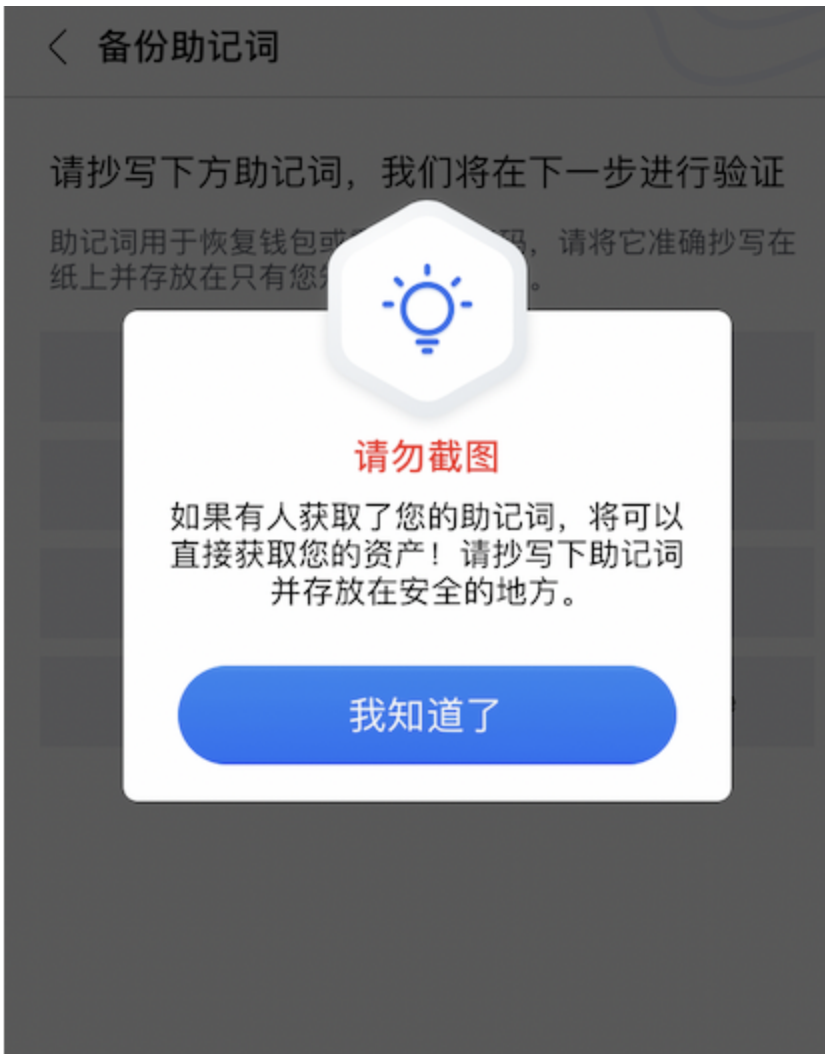 备份助记词
请抄写下方助记词，我们将在下一步进行验证
助记词用于恢复钱包或 码，请将它准确抄写在
纸上并存放在只有您 。
请勿截图
如果有人获取了您的助记词，将可以
直接获取您的资产！请抄写下助记词
并存放在安全的地方。
我知道了